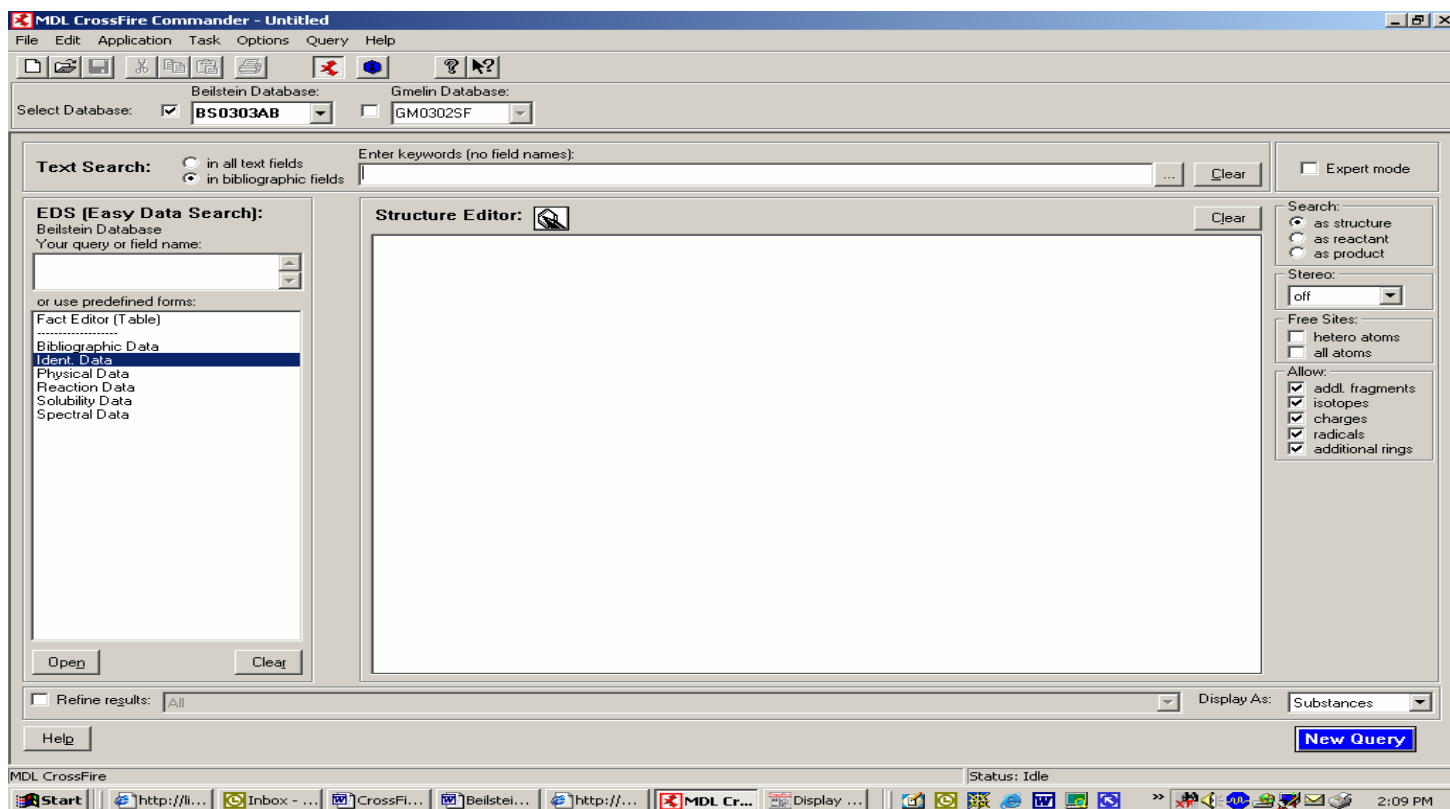 MDL CrossFire Commander - Untitled
File Edit Application Task Options Query Help
Beilstein Database: Gmelin Database:
Select Database: BS0303AB GM0302SF
Text Search: in all text fields
in bibliographic fields
Enter keywords (no field names):
... Clear
Expert mode
EDS (Easy Data Search):
Beilstein Database
Your query or field name:
or use predefined forms:
Fact Editor (Table)
-------------------
Bibliographic Data
Ident. Data
Physical Data
Reaction Data
Solubility Data
Spectral Data
Open Clear
Structure Editor: Clear
Search:
as structure
as reactant
as product
Stereo:
off
Free Sites:
hetero atoms
all atoms
Allow:
addl. fragments
isotopes
charges
radicals
additional rings
Refine results: All Display As: Substances
Help New Query
MDL CrossFire Status: Idle
Start http://li... Inbox - ... CrossFi... Beilstei... http://... MDL Cr... Display ... » 2:09 PM